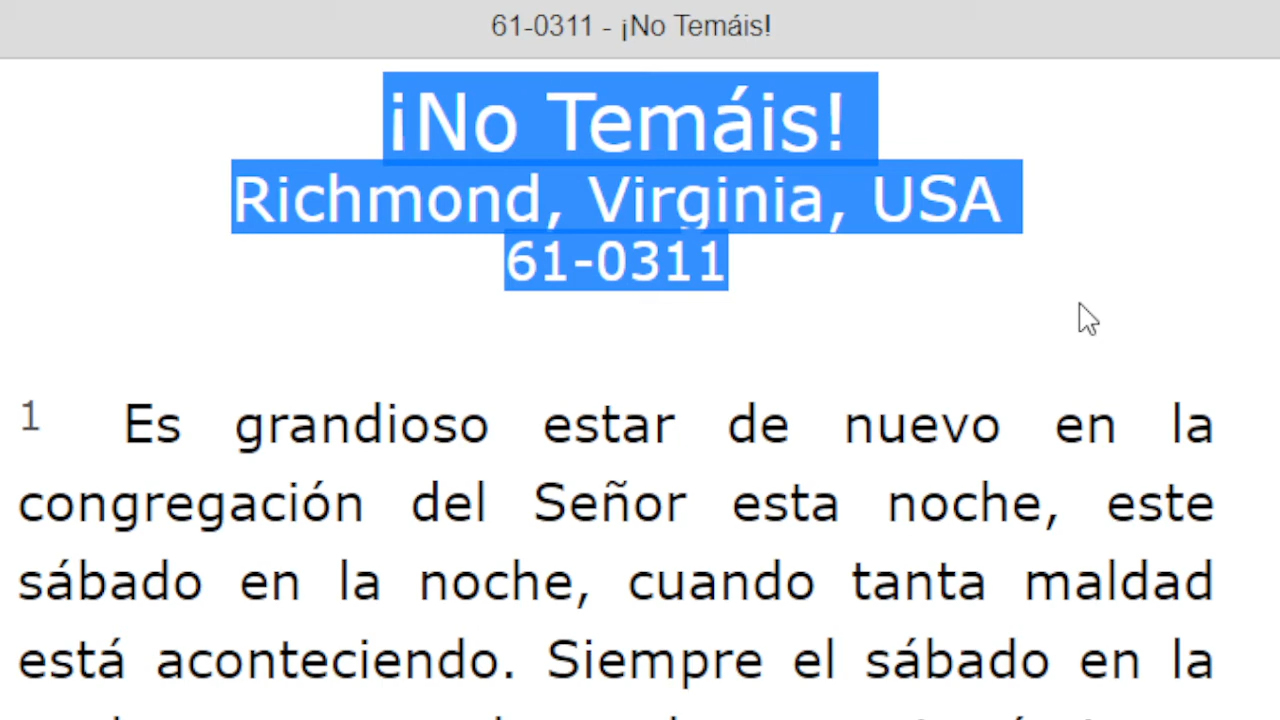 61-0311 - ¡No Temáis!
¡No Temáis!
Richmond, Virginia, USA
61-0311
1 Es grandioso estar de nuevo en la
congregación del Señor esta noche, este
sábado en la noche, cuando tanta maldad
está aconteciendo. Siempre el sábado en la